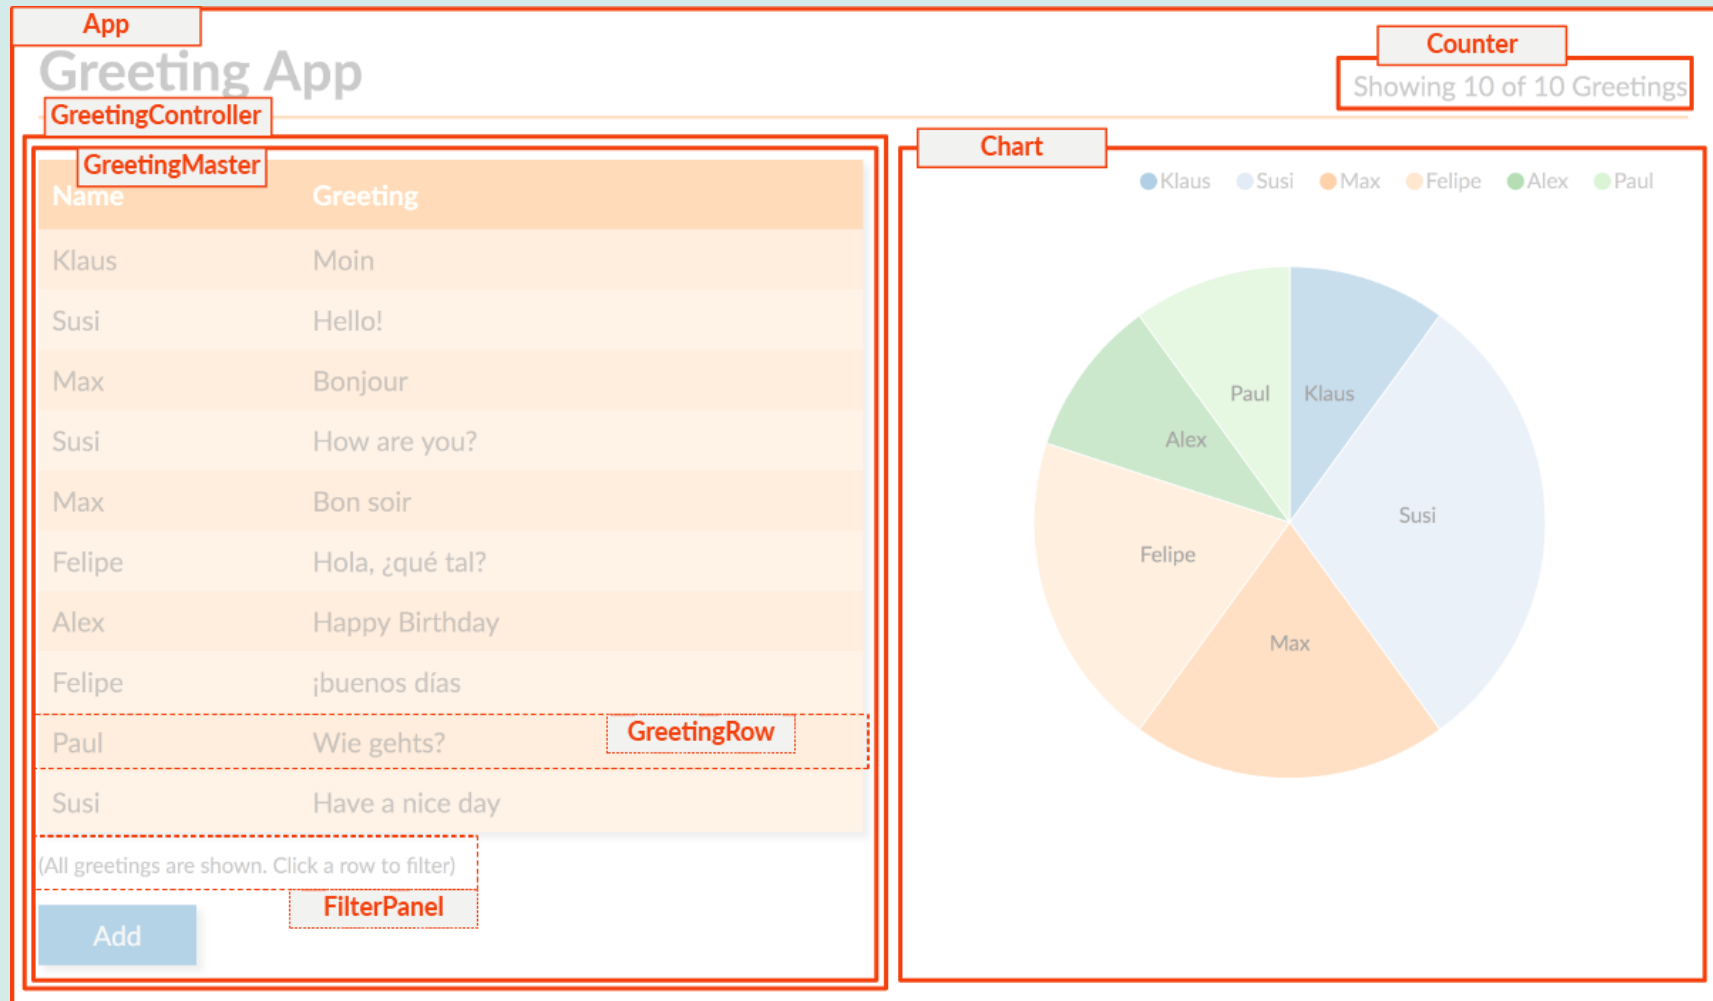 App
Greeting App
Counter
Showing 10 of 10 Greetings
GreetingController
GreetingMaster
Name Greeting
Klaus Moin
Susi Hello!
Max Bonjour
Susi How are you?
Max Bon soir
Felipe Hola, ¿qué tal?
Alex Happy Birthday
Felipe ¡buenos días
GreetingRow
Paul Wie gehts?
Susi Have a nice day
(All greetings are shown. Click a row to filter)
FilterPanel
Add
Chart
Klaus Susi Max Felipe Alex Paul
Paul Klaus
Alex
Susi
Felipe
Max